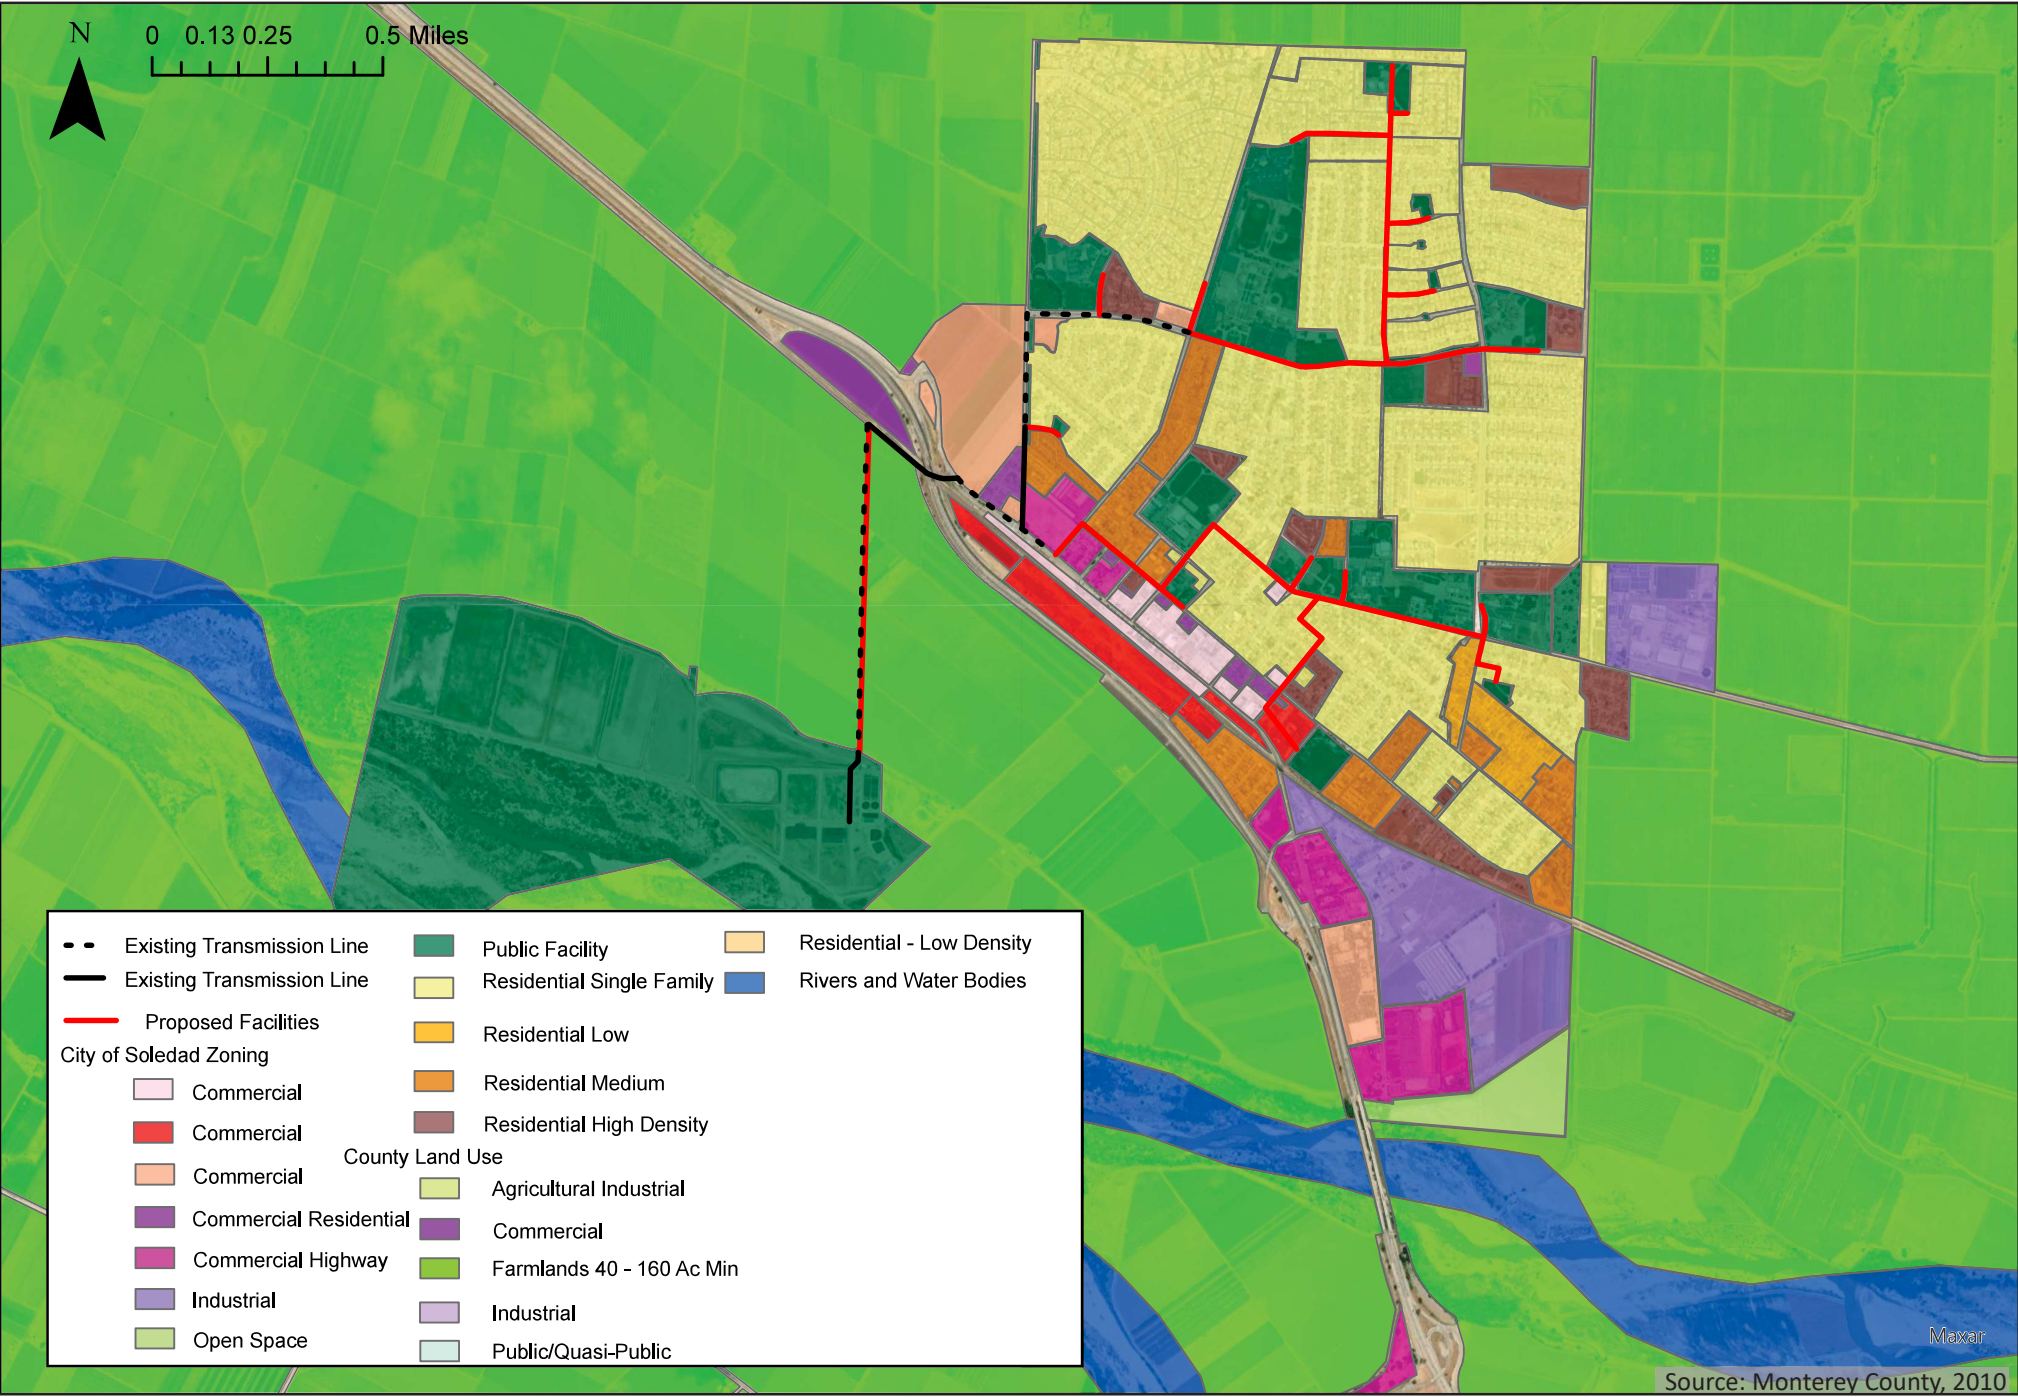 N
0 0.13 0.25 0.5 Miles
Existing Transmission Line
Existing Transmission Line
Proposed Facilities
City of Soledad Zoning
Commercial
Commercial
Commercial
Commercial Residential
Commercial Highway
Industrial
Open Space
Public Facility
Residential Single Family
Residential Low
Residential Medium
Residential High Density
County Land Use
Agricultural Industrial
Commercial
Farmlands 40 - 160 Ac Min
Industrial
Public/Quasi-Public
Residential - Low Density
Rivers and Water Bodies
Maxar
Source: Monterey County, 2010